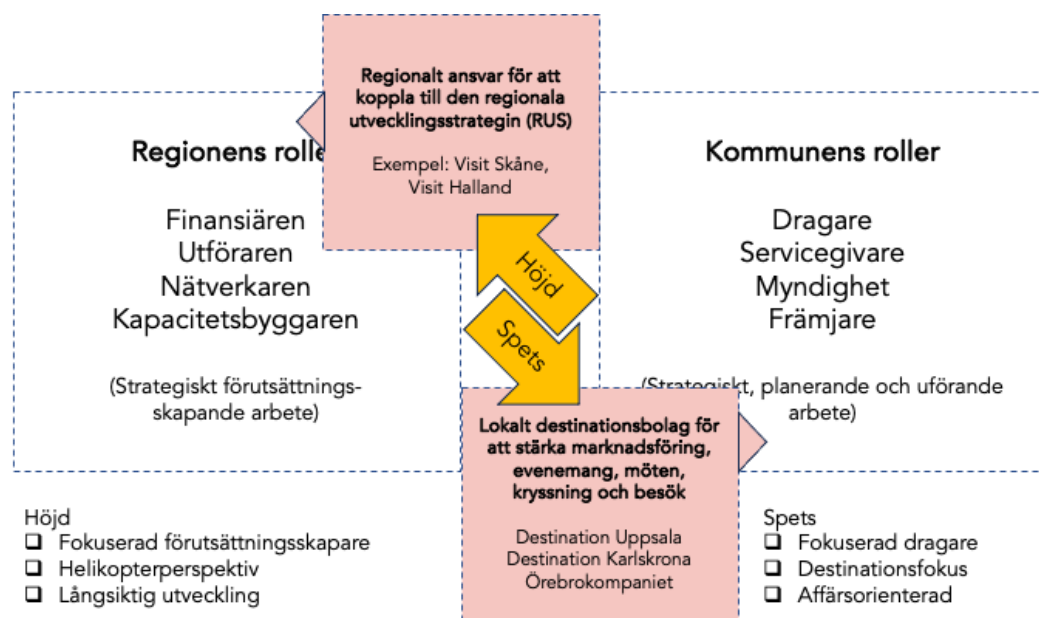 Regionalt ansvar för att
koppla till den regionala
utvecklingsstrategin (RUS)
Exempel: Visit Skåne,
Visit Halland
Regionens rolle
Finansiären
Utföraren
Nätverkaren
Kapacitetsbyggaren
(Strategiskt förutsättnings-
skapande arbete)
Höjd
Spets
Kommunens roller
Dragare
Servicegivare
Myndighet
Främjare
(Strategiskt, planerande och uförande
arbete)
Lokalt destinationsbolag för
att stärka marknadsföring,
evenemang, möten,
kryssning och besök
Destination Uppsala
Destination Karlskrona
Örebrokompaniet
Höjd
❑ Fokuserad förutsättningsskapare
❑ Helikopterperspektiv
❑ Långsiktig utveckling
Spets
❑ Fokuserad dragare
❑ Destinationsfokus
❑ Affärsorienterad